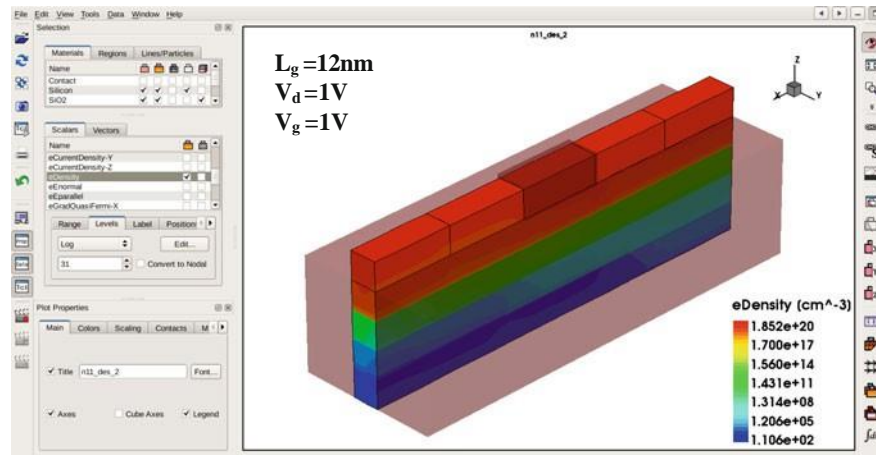 File Edit View Tools Data Window Help
Selection
Materials Regions Lines/Particles
Name
Contact
Silicon
SiO2
Scalars Vectors
Name
eCurrentDensity-Y
eCurrentDensity-Z
eDensity
eEnormal
eEparallel
eGradQuasiFermi-X
Range Levels Label Position
Log Edit...
31 Convert to Nodal
Plot Properties
Main Colors Scaling Contacts M
Title n11_des_2 Font...
Axes Cube Axes Legend
n11_des_2
Lg =12nm
Vd =1V
Vg =1V
Z
X Y
eDensity (cm^-3)
1.852e+20
1.700e+17
1.560e+14
1.431e+11
1.314e+08
1.206e+05
1.106e+02